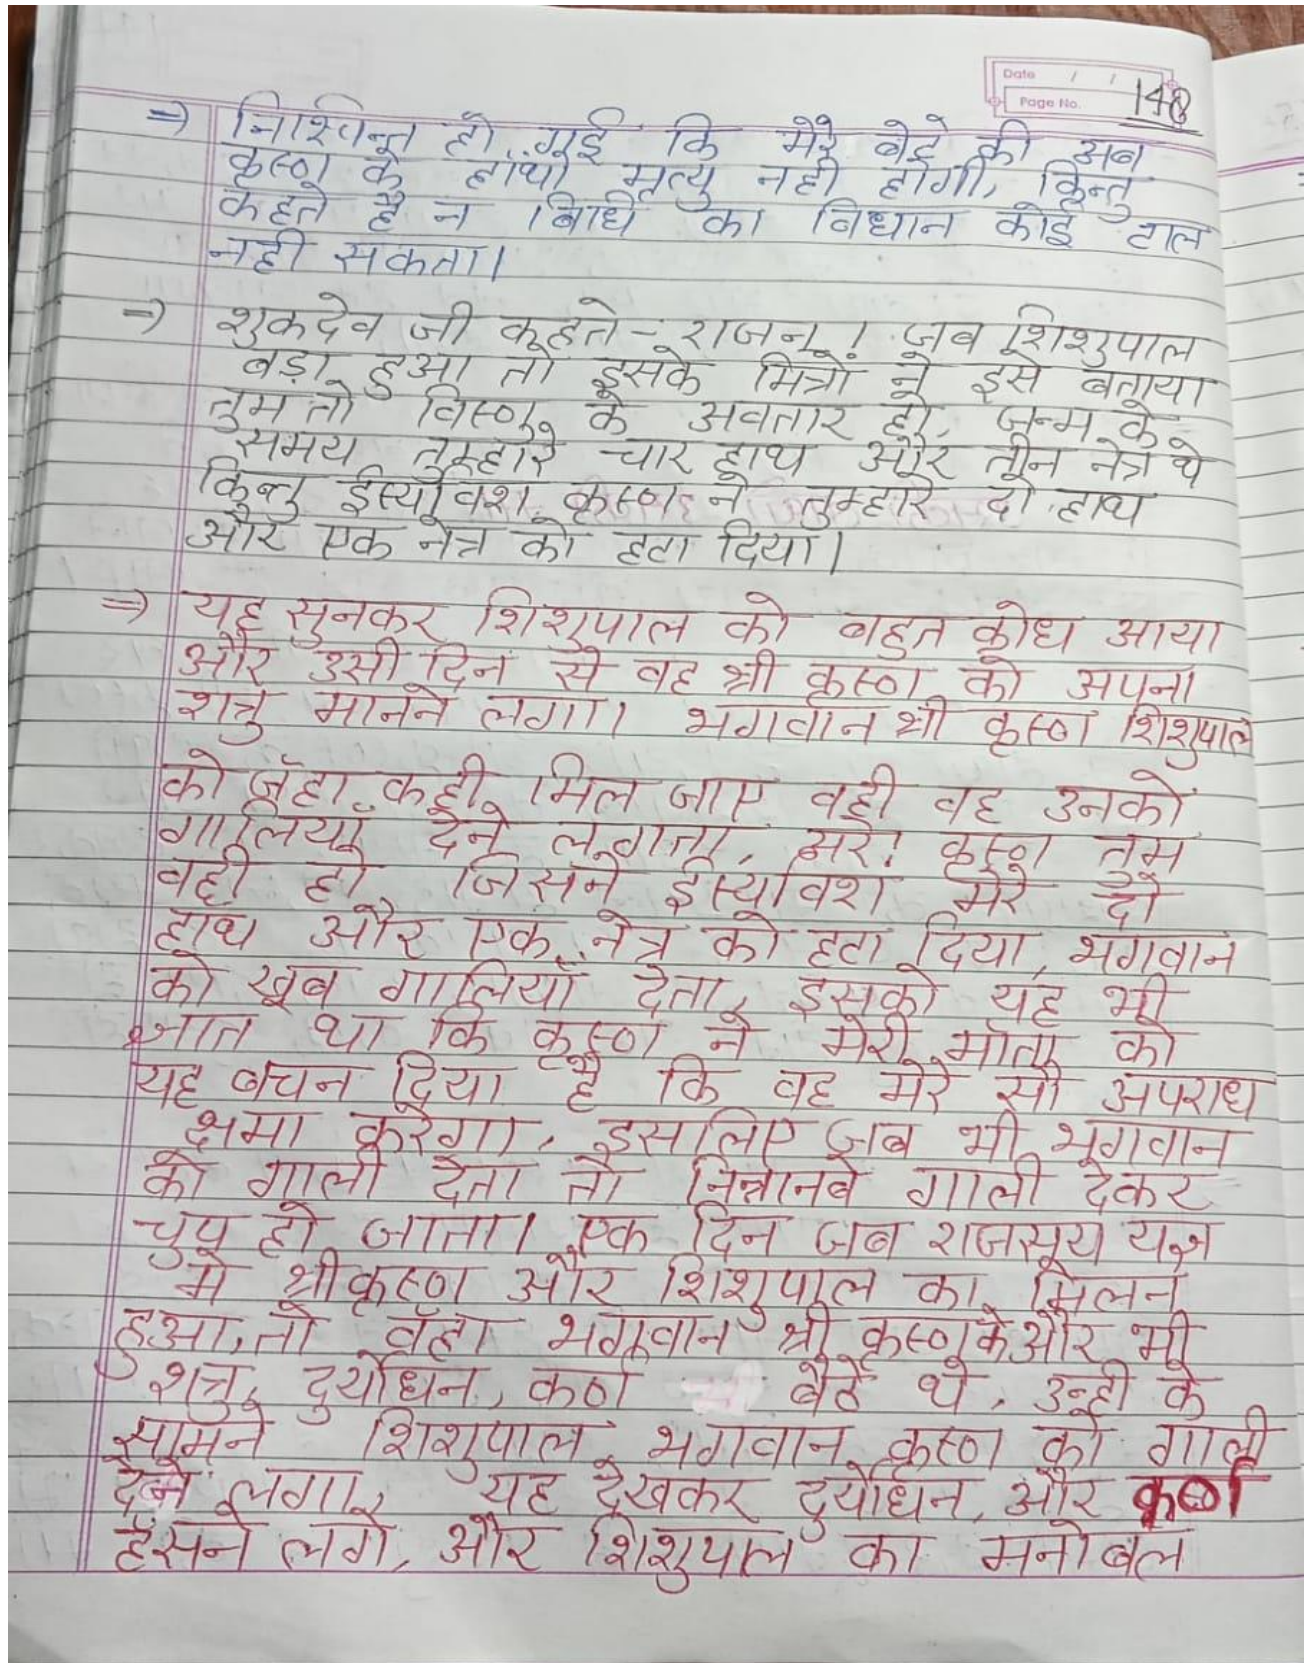 Date / /
Page No. 148
=> निश्चिन्त हो गई कि मेरे बेटे की अब
कृस्ण के हाँथो मृत्यु नही होगी, किन्तु
कहते है न बिधि का विधान कोई टाल
नही सकता।
=> शुकदेव जी कहते - राजन्! जब शिशुपाल
बड़ा हुआ तो इसके मित्रों ने इसे बताया
तुम तो विस्णु के अवतार हो, जन्म के
समय तुम्हारे चार हाथ और तीन नेत्र थे
किन्तु ईर्स्यावश कृस्ण ने तुम्हारे दो हाथ
और एक नेत्र को हटा दिया।
=> यह सुनकर शिशुपाल को बहुत क्रोध आया
और उसी दिन से वह श्री कृस्ण को अपना
शत्रु मानने लगा। भगवान श्री कृस्ण शिशुपाल
को जॅहा कही मिल जाए वही वह उनको
गालियाँ देने लगता, अरे! कृस्ण तुम
वही हो जिसने ईर्स्यावश मेरे दो
हाथ और एक नेत्र को हटा दिया, भगवान
को खूब गालियाँ देता, इसको यह भी
ज्ञात था कि कृस्ण ने मेरी माँता को
यह बचन दिया है कि वह मेरे सौ अपराध
क्षमा करेगा, इसलिए जब भी भगवान
को गाली देता तो निन्नानबे गाली देकर
चुप हो जाता। एक दिन जब राजसूय यज्ञ
मे श्रीकृस्ण और शिशुपाल का मिलन
हुआ, तो वॅहा भगवान श्री कृस्ण के और भी
शत्रु, दुर्योधन, कर्ण बैठे थे, उन्ही के
सामने शिशुपाल भगवान कृस्ण को गाली
देने लगा, यह देखकर दुर्योधन, और कर्ण
हॅसने लगे, और शिशुपाल का मनोबल